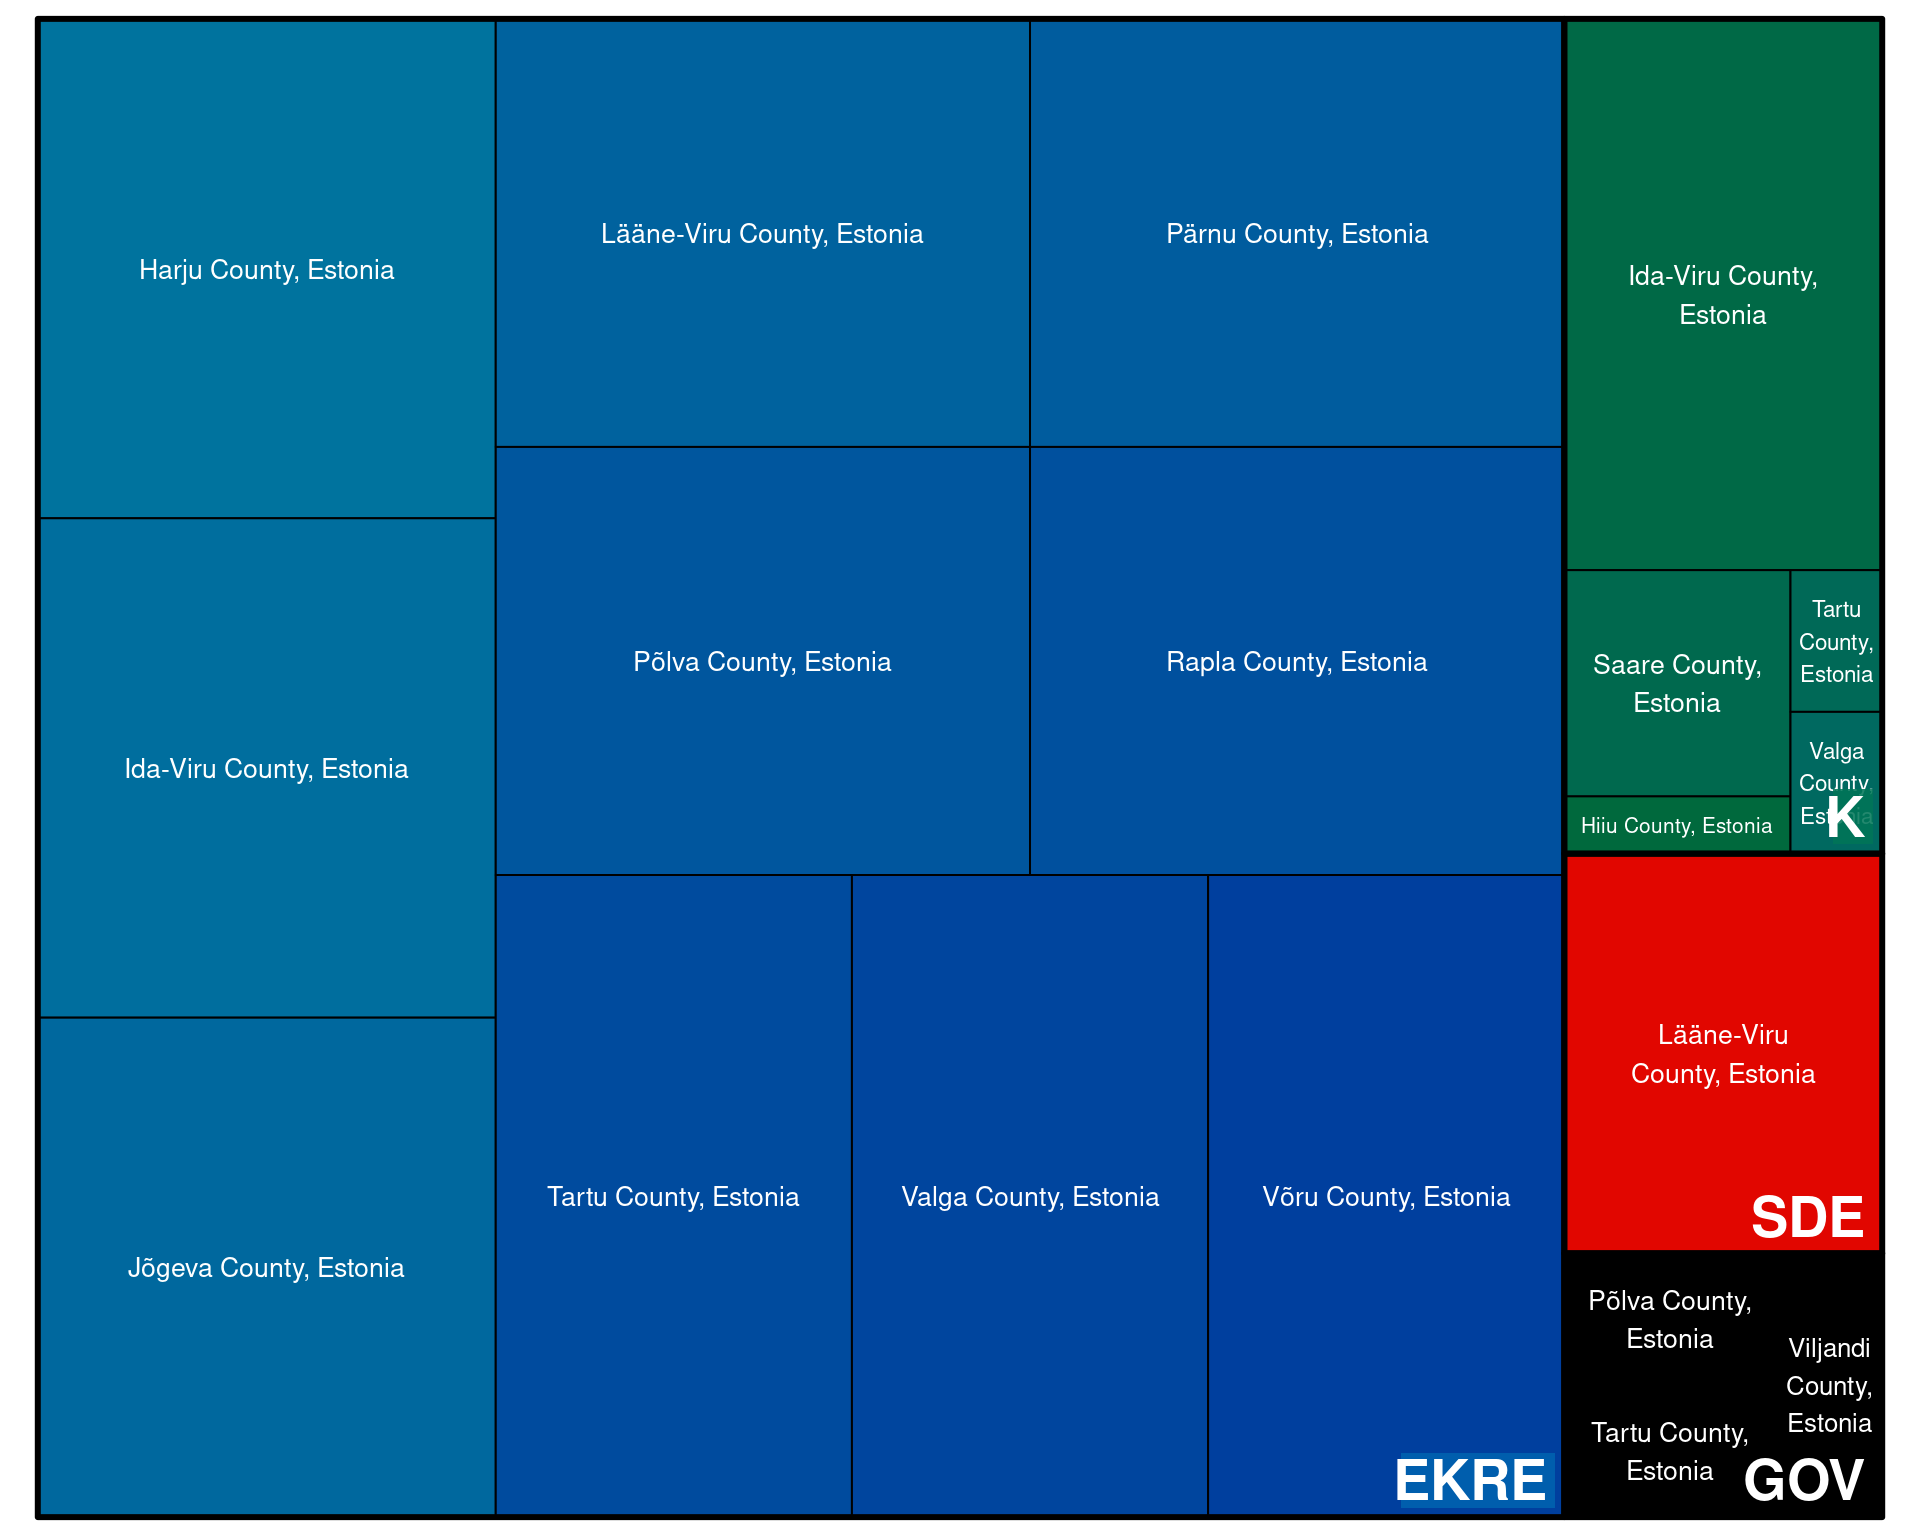 Harju County, Estonia
Ida-Viru County, Estonia
Jõgeva County, Estonia
Lääne-Viru County, Estonia
Pärnu County, Estonia
Põlva County, Estonia
Rapla County, Estonia
Tartu County, Estonia
Valga County, Estonia
Võru County, Estonia
EKRE
Ida-Viru County,
Estonia
Saare County,
Estonia
Hiiu County, Estonia
Tartu
County,
Estonia
Valga
County,
Estonia
K
Lääne-Viru
County, Estonia
SDE
Põlva County,
Estonia
Tartu County,
Estonia
Viljandi
County,
Estonia
GOV